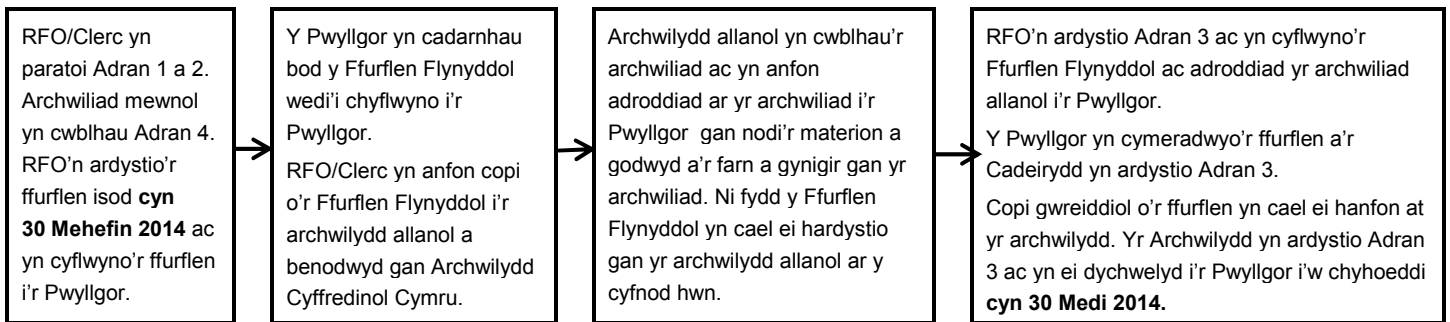 RFO/Clerc yn
paratoi Adran 1 a 2.
Archwiliad mewnol
yn cwblhau Adran 4.
RFO'n ardystio'r
ffurflen isod cyn
30 Mehefin 2014 ac
yn cyflwyno'r ffurflen
i'r Pwyllgor.
Y Pwyllgor yn cadarnhau
bod y Ffurflen Flynyddol
wedi'i chyflwyno i'r
Pwyllgor.
RFO/Clerc yn anfon copi
o'r Ffurflen Flynyddol i'r
archwilydd allanol a
benodwyd gan Archwilydd
Cyffredinol Cymru.
Archwilydd allanol yn cwblhau'r
archwiliad ac yn anfon
adroddiad ar yr archwiliad i'r
Pwyllgor gan nodi'r materion a
godwyd a'r farn a gynigir gan yr
archwiliad. Ni fydd y Ffurflen
Flynyddol yn cael ei hardystio
gan yr archwilydd allanol ar y
cyfnod hwn.
RFO'n ardystio Adran 3 ac yn cyflwyno'r
Ffurflen Flynyddol ac adroddiad yr archwiliad
allanol i'r Pwyllgor.
Y Pwyllgor yn cymeradwyo'r ffurflen a'r
Cadeirydd yn ardystio Adran 3.
Copi gwreiddiol o'r ffurflen yn cael ei hanfon at
yr archwilydd. Yr Archwilydd yn ardystio Adran
3 ac yn ei dychwelyd i'r Pwyllgor i'w chyhoeddi
cyn 30 Medi 2014.